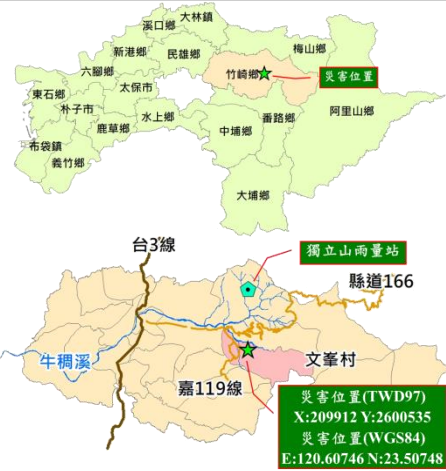 大林鎮
溪口鄉
新港鄉
民雄鄉
梅山鄉
六腳鄉
竹崎鄉
災害位置
東石鄉
太保市
朴子市
阿里山鄉
鹿草鄉
水上鄉
中埔鄉
番路鄉
布袋鎮
義竹鄉
大埔鄉
台3線
獨立山雨量站
縣道166
牛稠溪
文峯村
嘉119線
災害位置(TWD97)
X:209912 Y:2600535
災害位置(WGS84)
E:120.60746 N:23.50748